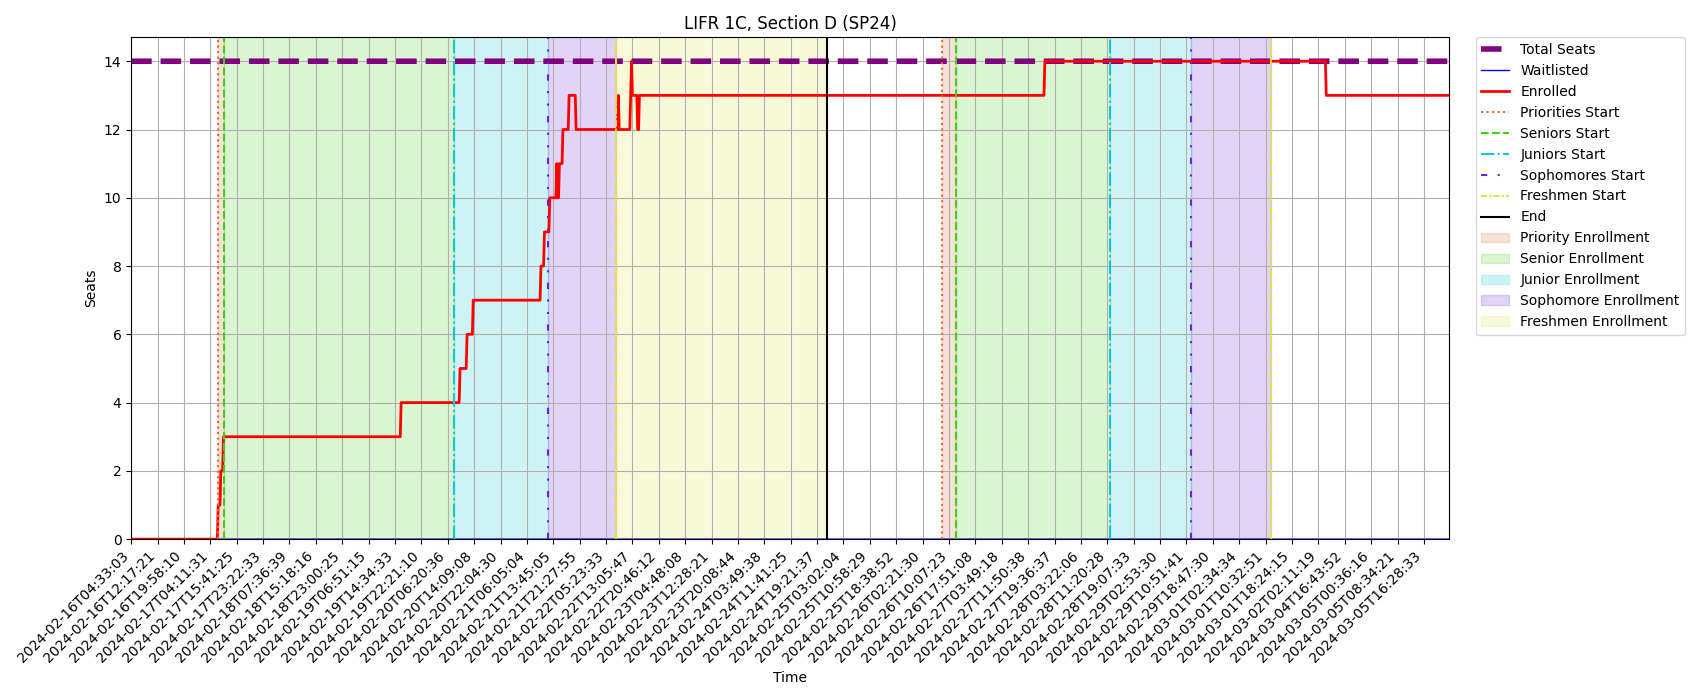 LIFR 1C, Section D (SP24)
Seats
14
12
10
8
6
4
2
0
2024-02-16T04:33:03
2024-02-16T12:17:21
2024-02-16T19:58:10
2024-02-17T04:11:31
2024-02-17T15:41:25
2024-02-17T23:22:33
2024-02-18T07:36:39
2024-02-18T15:18:16
2024-02-18T23:00:25
2024-02-19T06:51:15
2024-02-19T14:34:33
2024-02-19T22:21:10
2024-02-20T06:20:36
2024-02-20T14:09:08
2024-02-20T22:04:30
2024-02-21T06:05:04
2024-02-21T13:45:05
2024-02-21T21:27:55
2024-02-22T05:23:33
2024-02-22T13:05:47
2024-02-22T20:46:12
2024-02-23T04:48:08
2024-02-23T12:28:21
2024-02-23T20:08:44
2024-02-24T03:49:38
2024-02-24T11:41:25
2024-02-24T19:21:37
2024-02-25T03:02:04
2024-02-25T10:58:29
2024-02-25T18:38:52
2024-02-26T02:21:30
2024-02-26T10:07:23
2024-02-26T17:51:08
2024-02-27T03:49:18
2024-02-27T11:50:38
2024-02-27T19:36:37
2024-02-28T03:22:06
2024-02-28T11:20:28
2024-02-28T19:07:33
2024-02-29T02:53:30
2024-02-29T10:51:41
2024-02-29T18:47:30
2024-03-01T02:34:34
2024-03-01T10:32:51
2024-03-01T18:24:15
2024-03-02T02:11:19
2024-03-04T16:43:52
2024-03-05T00:36:16
2024-03-05T08:34:21
2024-03-05T16:28:33
Time
Total Seats
Waitlisted
Enrolled
Priorities Start
Seniors Start
Juniors Start
Sophomores Start
Freshmen Start
End
Priority Enrollment
Senior Enrollment
Junior Enrollment
Sophomore Enrollment
Freshmen Enrollment